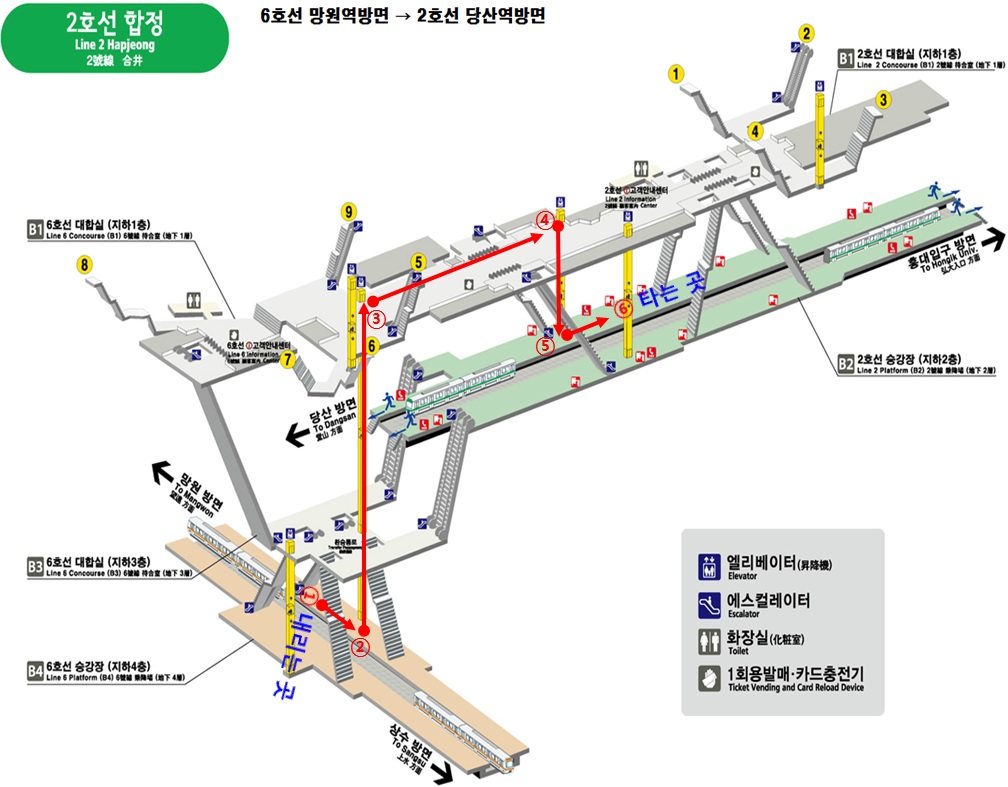 2호선 합정
Line 2 Hapjeong
2號線 合井
6호선 망원역방면 → 2호선 당산역방면
2
1
3
4
B1 2호선 대합실 (지하1층)
Line 2 Concourse (B1) 2號線 待合室 (地下 1層)
2호선 ①고객안내센터
Line 2 Information
Center
B1 6호선 대합실 (지하1층)
Line 6 Concourse (B1) 6號線 待合室 (地下 1層)
9
8
5
④
③
6호선 ②고객안내센터
Line 6 Information
Center
7
6
⑤
⑥ 타는 곳
홍대입구 방면
To Hongik Univ.
弘大入口 方面
B2 2호선 승강장 (지하2층)
Line 2 Platform (B2) 2號線 乘降場 (地下 2層)
당산 방면
To Dangsan
堂山 方面
망원 방면
To Mangwon
望遠 方面
환승통로
B3 6호선 대합실 (지하3층)
Line 6 Concourse (B3) 6號線 待合室 (地下 3層)
①
②
내리는 곳
B4 6호선 승강장 (지하4층)
Line 6 Platform (B4) 6號線 乘降場 (地下 4層)
상수 방면
To Sangsu
上水 方面
엘리베이터(昇降機)
Elevator
에스컬레이터
Escalator
화장실(化粧室)
Toilet
1회용발매·카드충전기
Ticket Vending and Card Reload Device